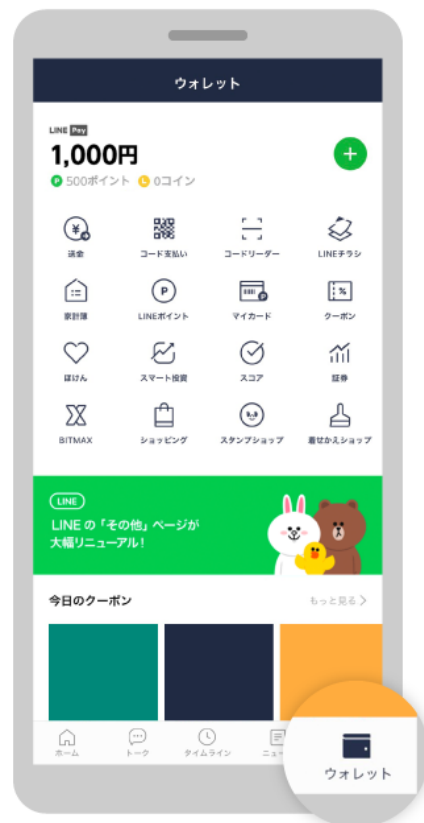 ウォレット
LINE Pay
1,000円
P 500ポイント 0コイン
送金 コード支払い コードリーダー LINEチラシ
家計簿 LINEポイント マイカード クーポン
ほけん スマート投資 スコア 証券
BITMAX ショッピング スタンプショップ 着せかえショップ
LINE
LINEの「その他」ページが
大幅リニューアル!
今日のクーポン もっと見る
ホーム トーク タイムライン ニュー
ウォレット